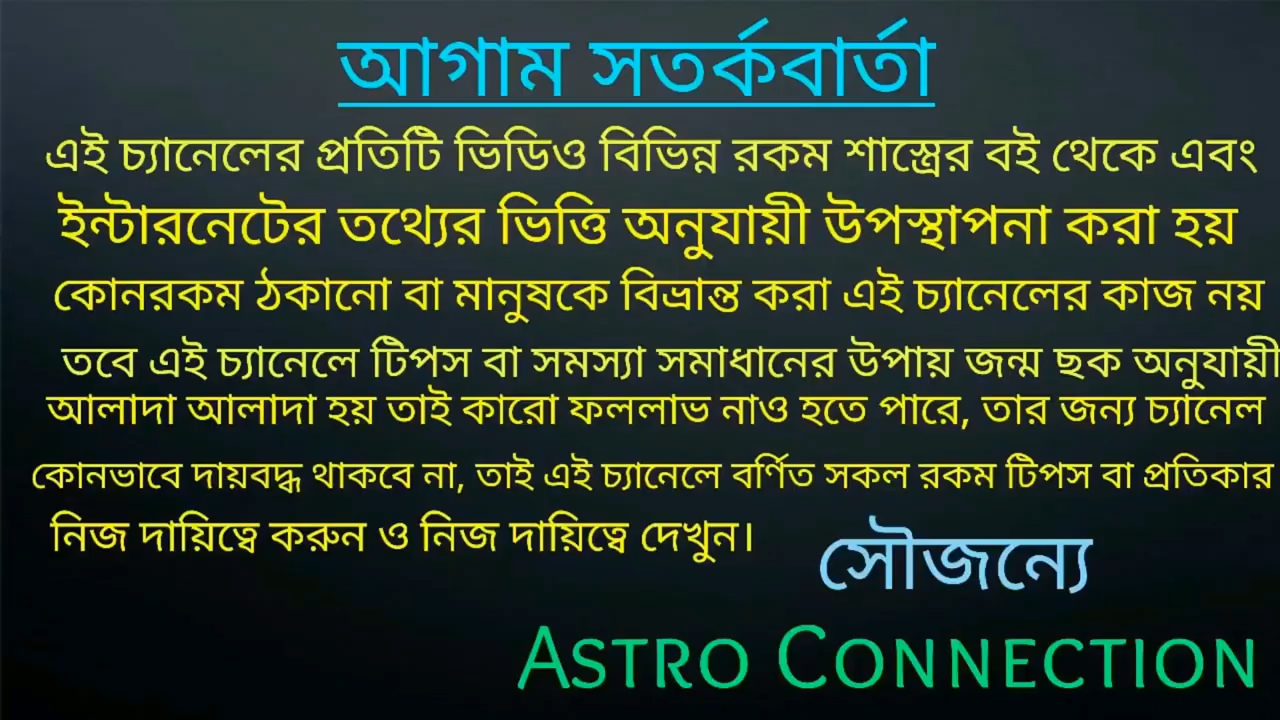 আগাম সতর্কবার্তা
এই চ্যানেলের প্রতিটি ভিডিও বিভিন্ন রকম শাস্ত্রের বই থেকে এবং
ইন্টারনেটের তথ্যের ভিত্তি অনুযায়ী উপস্থাপনা করা হয়
কোনরকম ঠকানো বা মানুষকে বিভ্রান্ত করা এই চ্যানেলের কাজ নয়
তবে এই চ্যানেলে টিপস বা সমস্যা সমাধানের উপায় জন্ম ছক অনুযায়ী
আলাদা আলাদা হয় তাই কারো ফললাভ নাও হতে পারে, তার জন্য চ্যানেল
কোনভাবে দায়বদ্ধ থাকবে না, তাই এই চ্যানেলে বর্ণিত সকল রকম টিপস বা প্রতিকার
নিজ দায়িত্বে করুন ও নিজ দায়িত্বে দেখুন।
সৌজন্যে
ASTRO CONNECTION